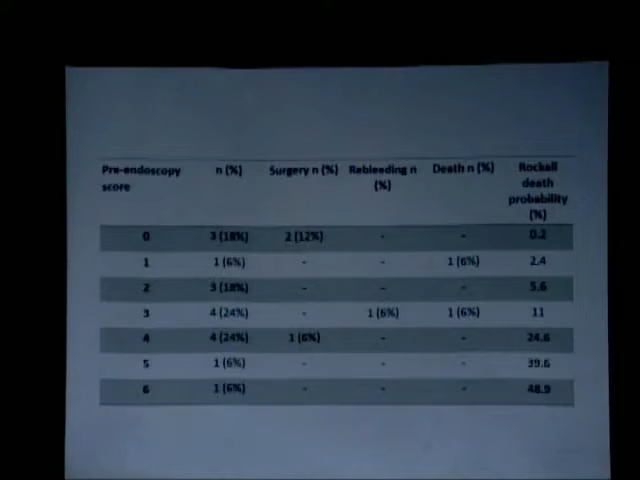 Pre-endoscopy score n (%) Surgery n (%) Rebleeding n (%) Death n (%) Rockall death probability (%)
0 3 (18%) 2 (12%) - - 0.2
1 1 (6%) - - 1 (6%) 2.4
2 3 (18%) - - - 5.6
3 4 (24%) - 1 (6%) 1 (6%) 11
4 4 (24%) 1 (6%) - - 24.6
5 1 (6%) - - - 39.6
6 1 (6%) - - - 48.9